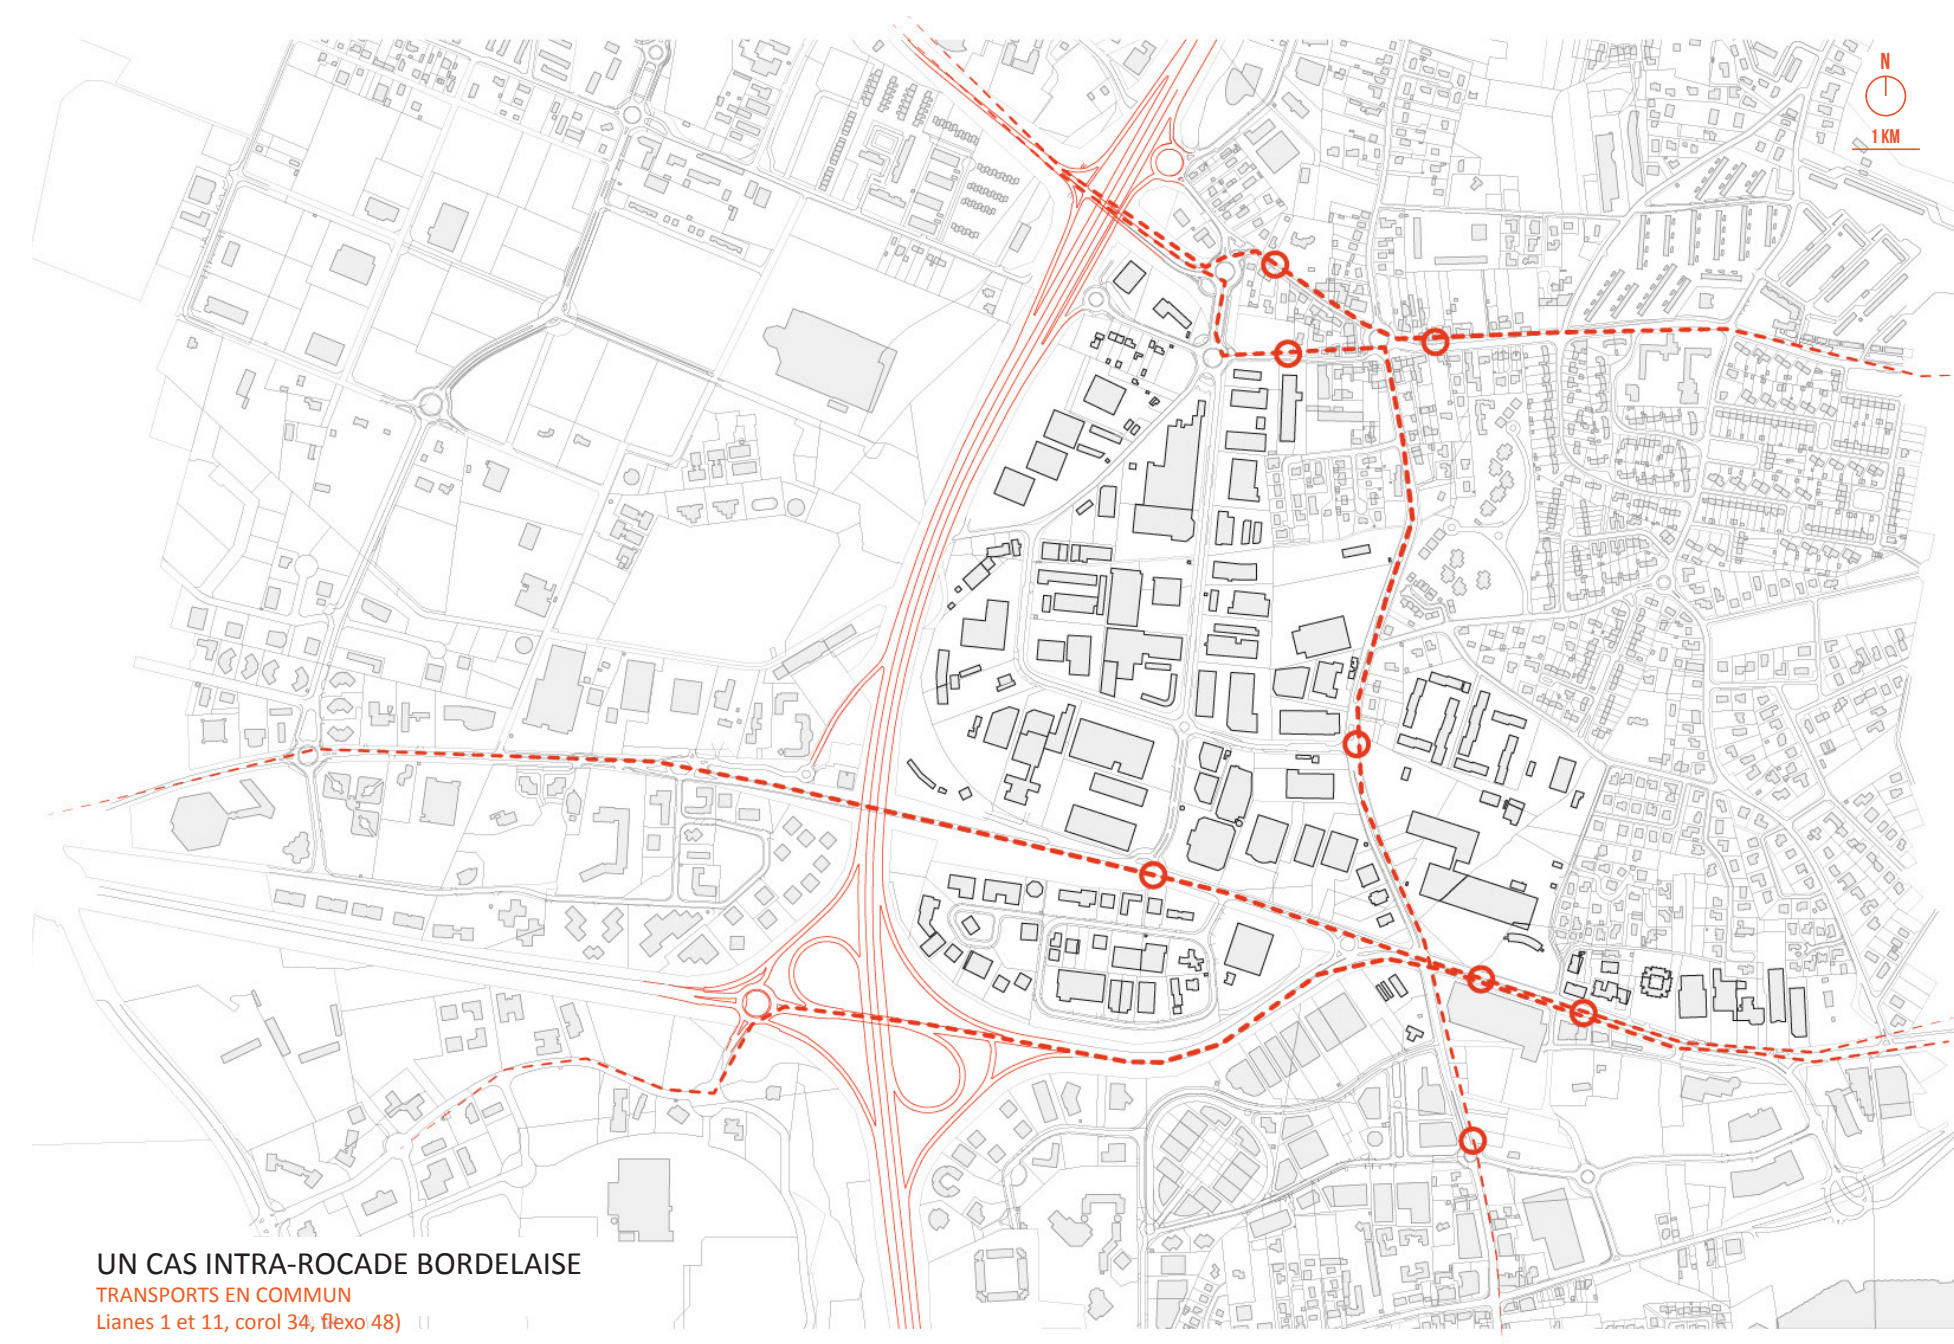 N
1 KM
UN CAS INTRA-ROCADE BORDELAISE
TRANSPORTS EN COMMUN
Lianes 1 et 11, corol 34, flexo 48)